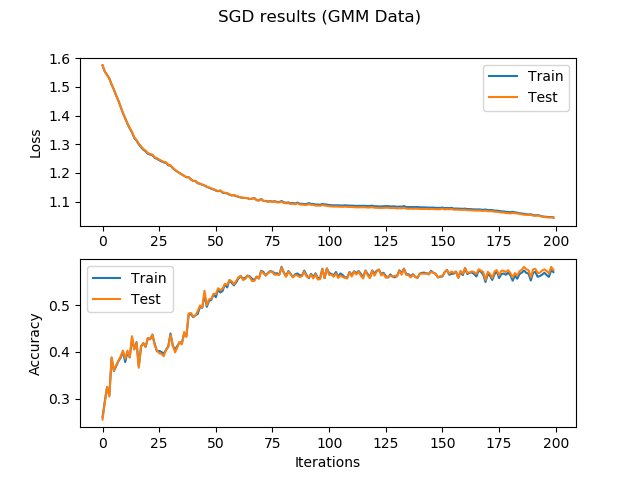 SGD results (GMM Data)
1.6
1.5
1.4
1.3
1.2
1.1
Loss
Train
Test
0 25 50 75 100 125 150 175 200
0.5
0.4
0.3
Accuracy
Train
Test
0 25 50 75 100 125 150 175 200
Iterations